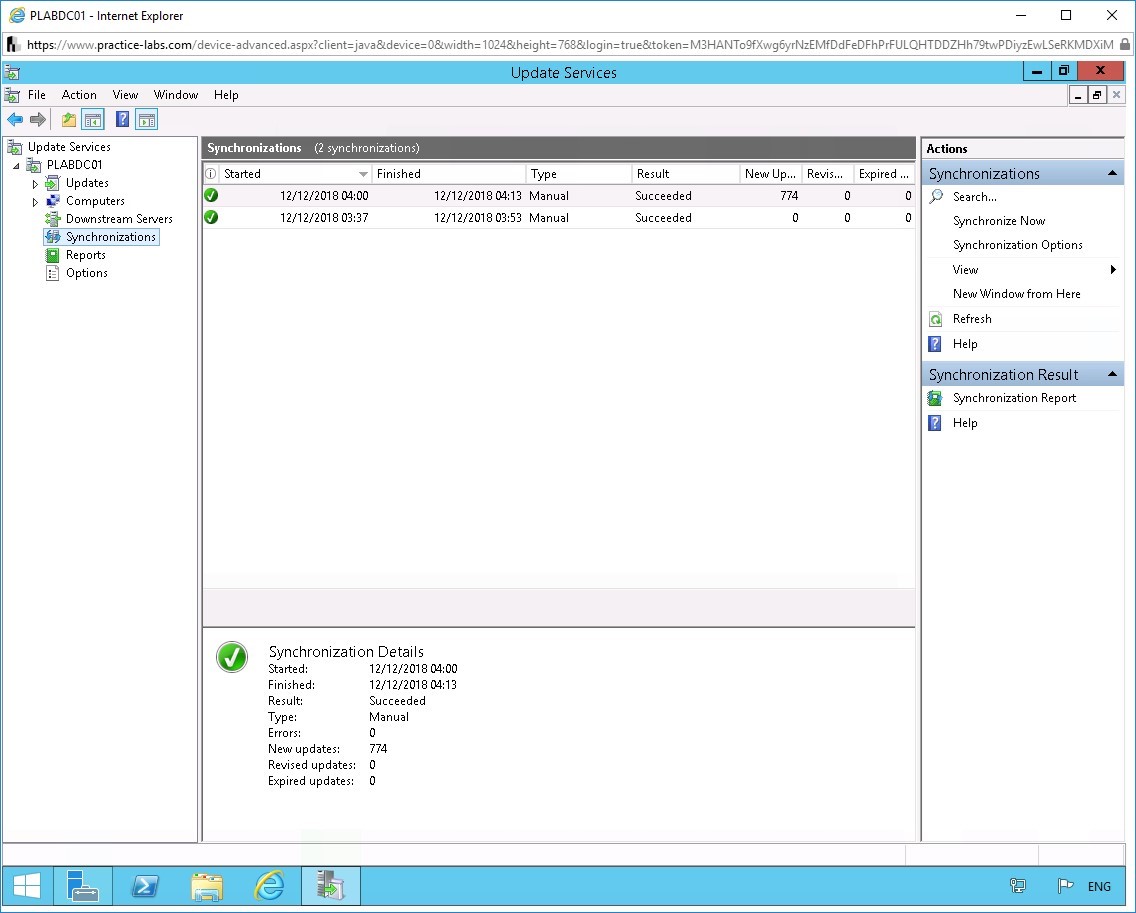 PLABDC01 - Internet Explorer
https://www.practice-labs.com/device-advanced.aspx?client=java&device=0&width=1024&height=768&login=true&token=M3HANTo9fXwg6yrNzEMfDdFeDFhPrFULQHTDDZHh79twPDiyzEwLSeRKMDXiM
Update Services
File Action View Window Help
Update Services
PLABDC01
Updates
Computers
Downstream Servers
Synchronizations
Reports
Options
Synchronizations (2 synchronizations)
Started Finished Type Result New Up... Revis... Expired ...
12/12/2018 04:00 12/12/2018 04:13 Manual Succeeded 774 0 0
12/12/2018 03:37 12/12/2018 03:53 Manual Succeeded 0 0 0
Synchronization Details
Started: 12/12/2018 04:00
Finished: 12/12/2018 04:13
Result: Succeeded
Type: Manual
Errors: 0
New updates: 774
Revised updates: 0
Expired updates: 0
Actions
Synchronizations
Search...
Synchronize Now
Synchronization Options
View
New Window from Here
Refresh
Help
Synchronization Result
Synchronization Report
Help
ENG